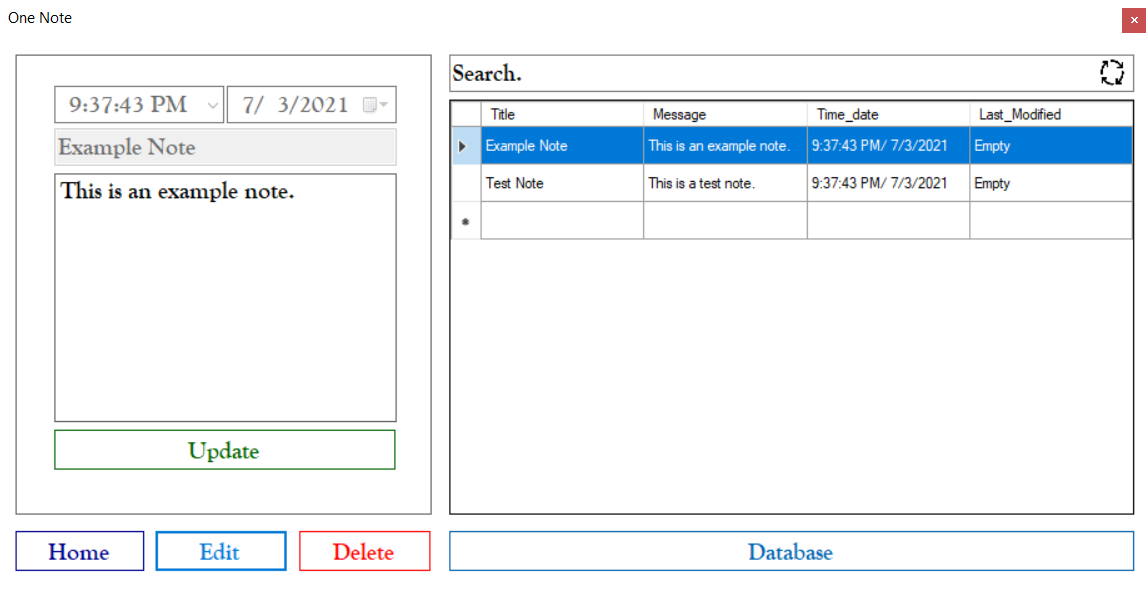 One Note
9:37:43 PM 7/ 3/2021
Example Note
This is an example note.
Update
Home Edit Delete
Search.
Title Message Time_date Last_Modified
Example Note This is an example note. 9:37:43 PM/ 7/3/2021 Empty
Test Note This is a test note. 9:37:43 PM/ 7/3/2021 Empty
Database